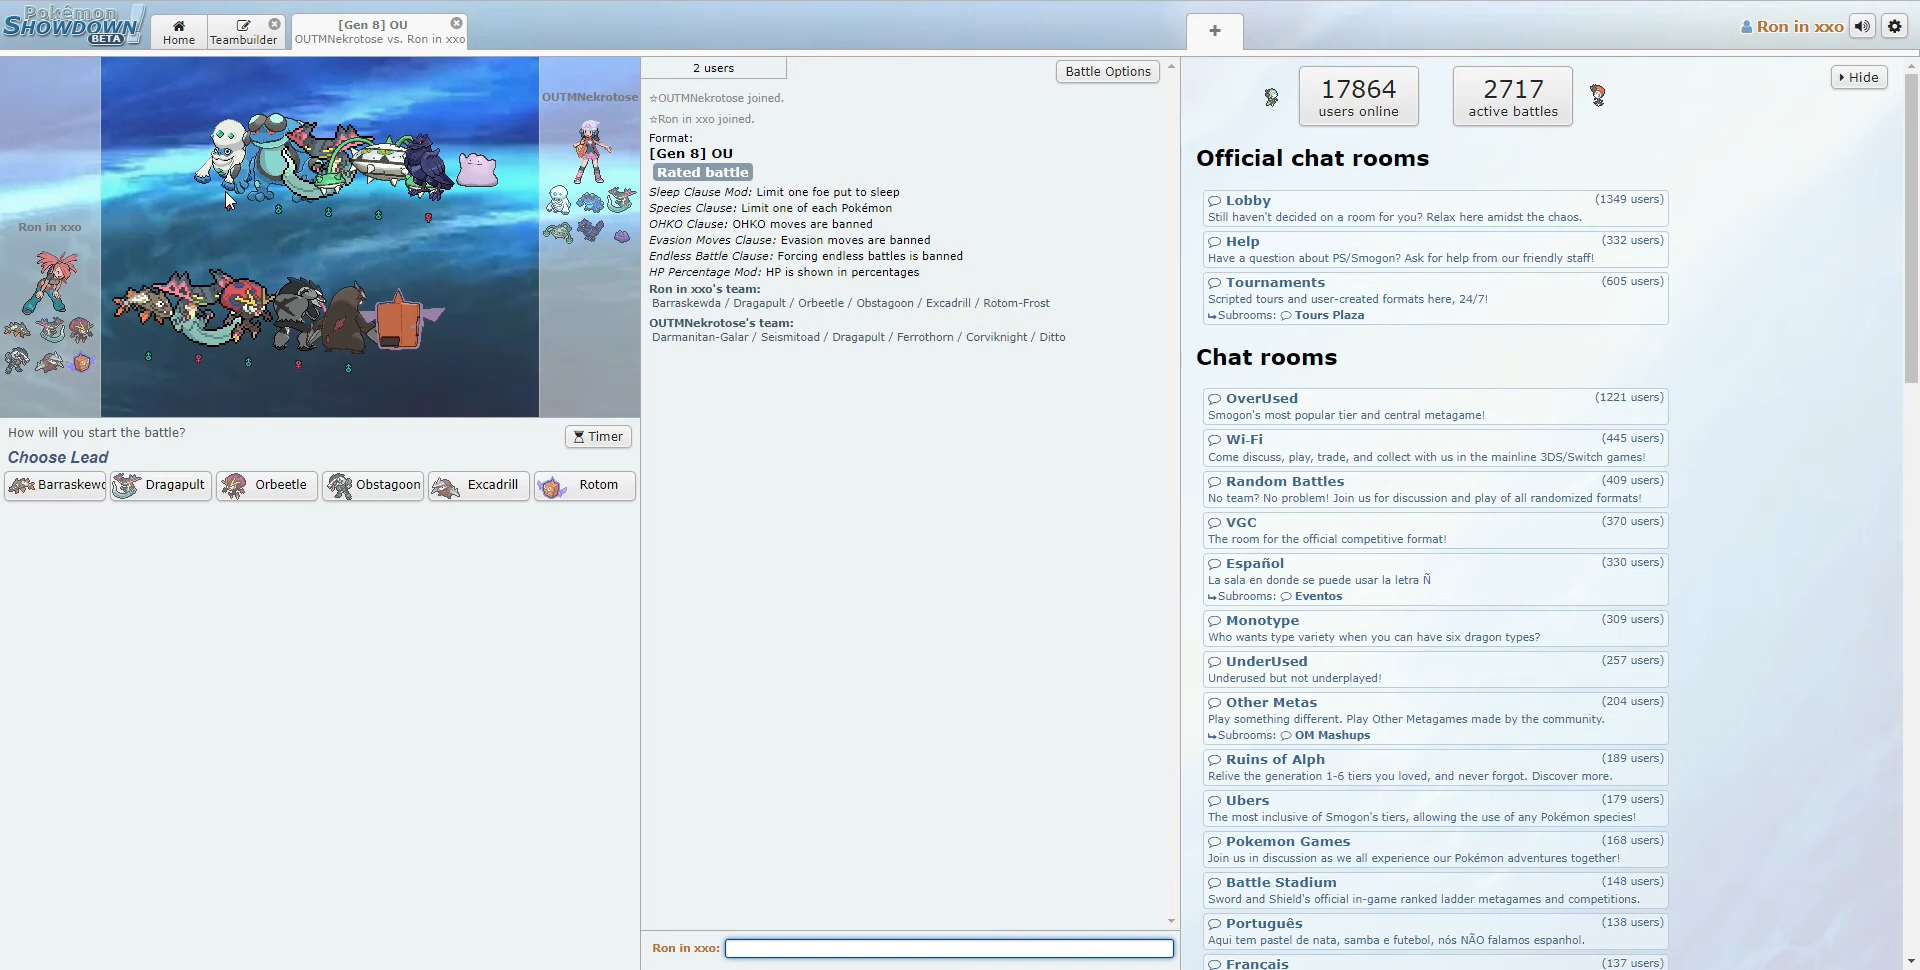 Pokémon
SHOWDOWN!
BETA
Home
Teambuilder
[Gen 8] OU
OUTMNekrotose vs. Ron in xxo
+
Ron in xxo
OUTMNekrotose
Ron in xxo
How will you start the battle?
Timer
Choose Lead
Barraskewd
Dragapult
Orbeetle
Obstagoon
Excadrill
Rotom
2 users
Battle Options
☆OUTMNekrotose joined.
☆Ron in xxo joined.
Format:
[Gen 8] OU
Rated battle
Sleep Clause Mod: Limit one foe put to sleep
Species Clause: Limit one of each Pokémon
OHKO Clause: OHKO moves are banned
Evasion Moves Clause: Evasion moves are banned
Endless Battle Clause: Forcing endless battles is banned
HP Percentage Mod: HP is shown in percentages
Ron in xxo's team:
Barraskewda / Dragapult / Orbeetle / Obstagoon / Excadrill / Rotom-Frost
OUTMNekrotose's team:
Darmanitan-Galar / Seismitoad / Dragapult / Ferrothorn / Corviknight / Ditto
Ron in xxo:
17864
users online
2717
active battles
Hide
Official chat rooms
Lobby (1349 users)
Still haven't decided on a room for you? Relax here amidst the chaos.
Help (332 users)
Have a question about PS/Smogon? Ask for help from our friendly staff!
Tournaments (605 users)
Scripted tours and user-created formats here, 24/7!
↳Subrooms: Tours Plaza
Chat rooms
OverUsed (1221 users)
Smogon's most popular tier and central metagame!
Wi-Fi (445 users)
Come discuss, play, trade, and collect with us in the mainline 3DS/Switch games!
Random Battles (409 users)
No team? No problem! Join us for discussion and play of all randomized formats!
VGC (370 users)
The room for the official competitive format!
Español (330 users)
La sala en donde se puede usar la letra Ñ
↳Subrooms: Eventos
Monotype (309 users)
Who wants type variety when you can have six dragon types?
UnderUsed (257 users)
Underused but not underplayed!
Other Metas (204 users)
Play something different. Play Other Metagames made by the community.
↳Subrooms: OM Mashups
Ruins of Alph (189 users)
Relive the generation 1-6 tiers you loved, and never forgot. Discover more.
Ubers (179 users)
The most inclusive of Smogon's tiers, allowing the use of any Pokémon species!
Pokemon Games (168 users)
Join us in discussion as we all experience our Pokémon adventures together!
Battle Stadium (148 users)
Sword and Shield's official in-game ranked ladder metagames and competitions.
Português (138 users)
Aqui tem pastel de nata, samba e futebol, nós NÃO falamos espanhol.
Français (137 users)